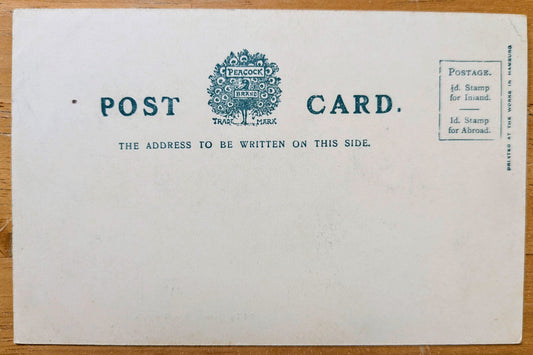 PEACOCK
BRAND
POST CARD.
TRADE MARK
THE ADDRESS TO BE WRITTEN ON THIS SIDE.
POSTAGE.
½d. Stamp
for Inland.
1d. Stamp
for Abroad.
PRINTED AT THE WORKS IN HAMBURG